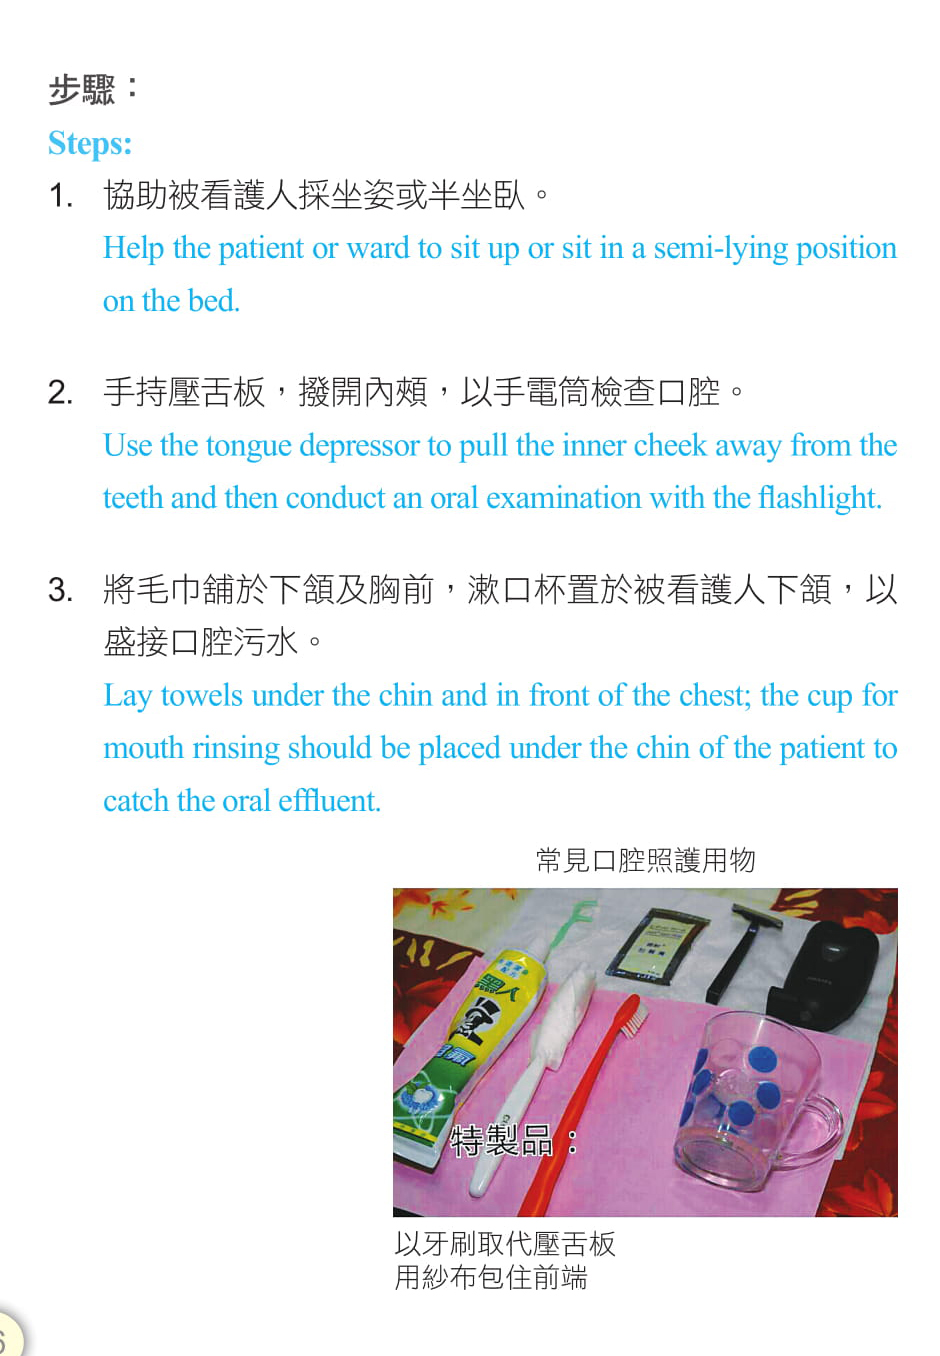 步驟：
Steps:
1. 協助被看護人採坐姿或半坐臥。
Help the patient or ward to sit up or sit in a semi-lying position
on the bed.
2. 手持壓舌板，撥開內頰，以手電筒檢查口腔。
Use the tongue depressor to pull the inner cheek away from the
teeth and then conduct an oral examination with the flashlight.
3. 將毛巾舖於下頷及胸前，漱口杯置於被看護人下頷，以
盛接口腔污水。
Lay towels under the chin and in front of the chest; the cup for
mouth rinsing should be placed under the chin of the patient to
catch the oral effluent.
常見口腔照護用物
黑人
特製品：
以牙刷取代壓舌板
用紗布包住前端